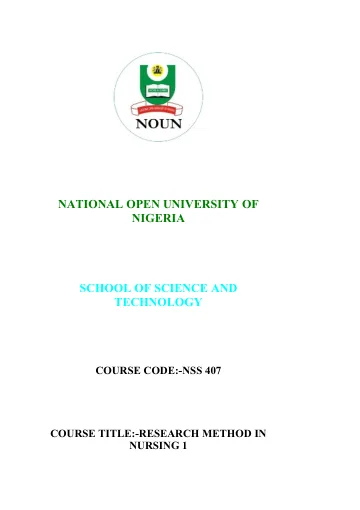 NOUN
NATIONAL OPEN UNIVERSITY OF
NIGERIA
SCHOOL OF SCIENCE AND
TECHNOLOGY
COURSE CODE:-NSS 407
COURSE TITLE:-RESEARCH METHOD IN
NURSING 1